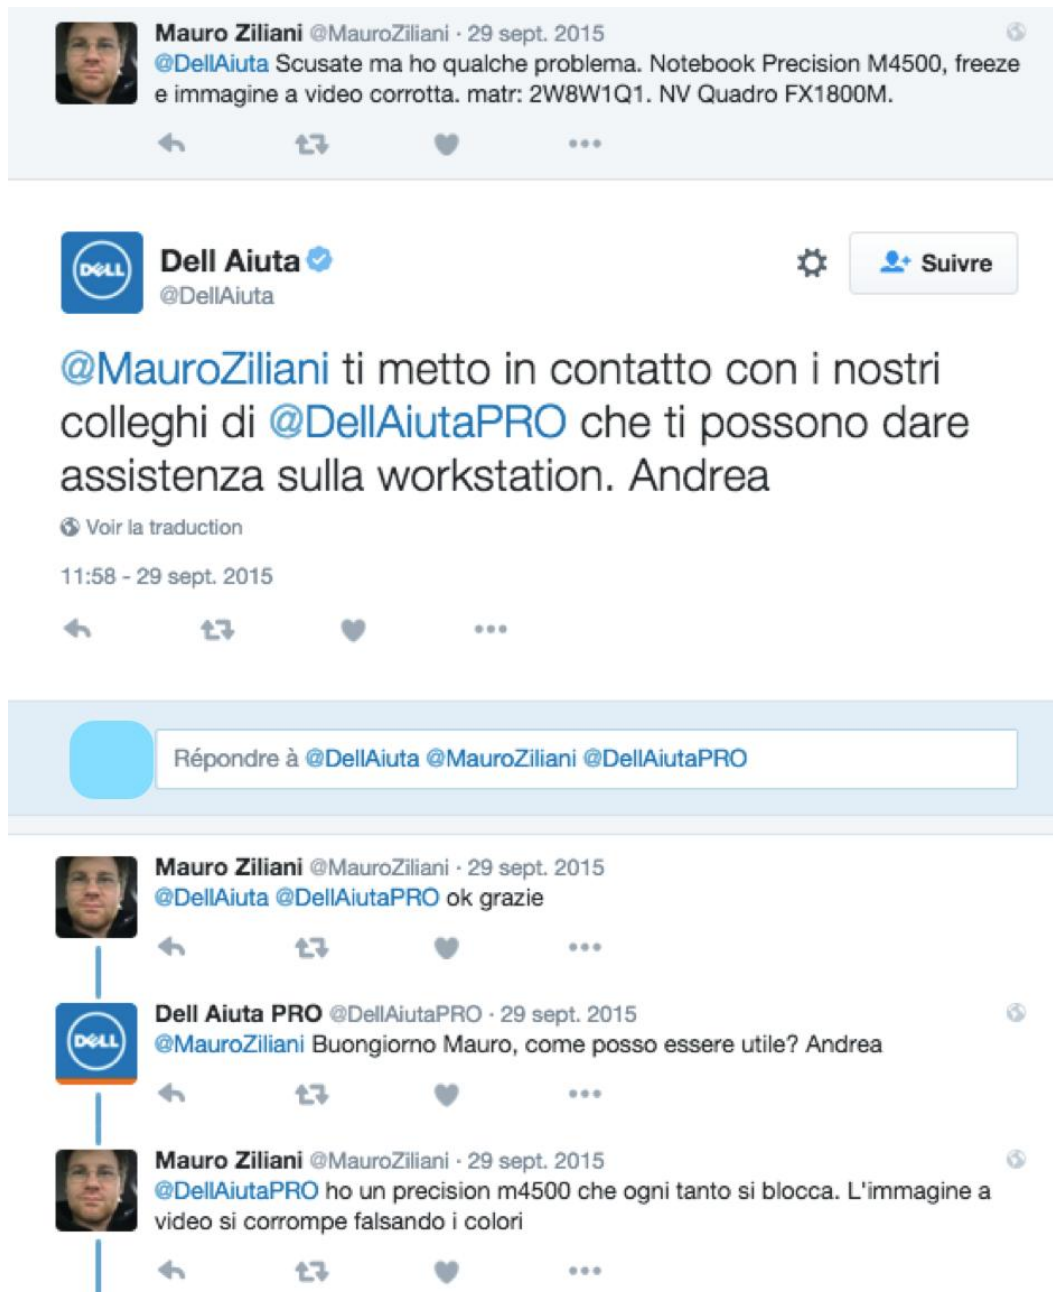 Mauro Ziliani @MauroZiliani · 29 sept. 2015
@DellAiuta Scusate ma ho qualche problema. Notebook Precision M4500, freeze
e immagine a video corrotta. matr: 2W8W1Q1. NV Quadro FX1800M.
DELL
Dell Aiuta
@DellAiuta
Suivre
@MauroZiliani ti metto in contatto con i nostri
colleghi di @DellAiutaPRO che ti possono dare
assistenza sulla workstation. Andrea
Voir la traduction
11:58 - 29 sept. 2015
Répondre à @DellAiuta @MauroZiliani @DellAiutaPRO
Mauro Ziliani @MauroZiliani · 29 sept. 2015
@DellAiuta @DellAiutaPRO ok grazie
DELL
Dell Aiuta PRO @DellAiutaPRO · 29 sept. 2015
@MauroZiliani Buongiorno Mauro, come posso essere utile? Andrea
Mauro Ziliani @MauroZiliani · 29 sept. 2015
@DellAiutaPRO ho un precision m4500 che ogni tanto si blocca. L'immagine a
video si corrompe falsando i colori